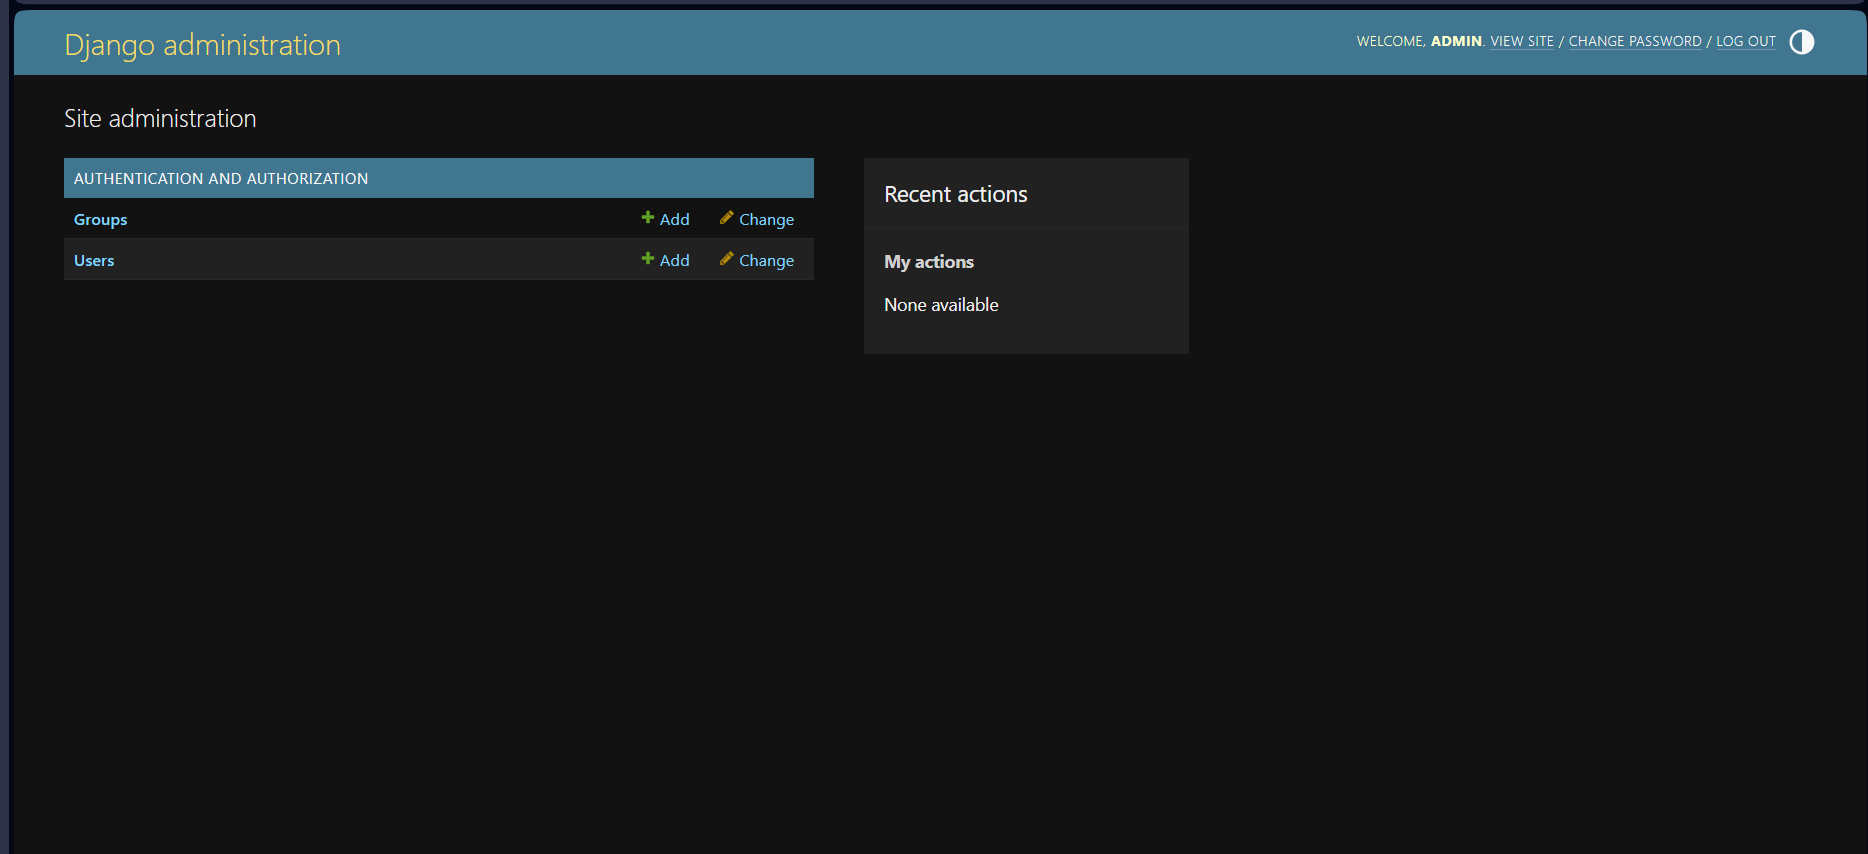 Django administration
WELCOME, ADMIN. VIEW SITE / CHANGE PASSWORD / LOG OUT
Site administration
AUTHENTICATION AND AUTHORIZATION
Groups Add Change
Users Add Change
Recent actions
My actions
None available